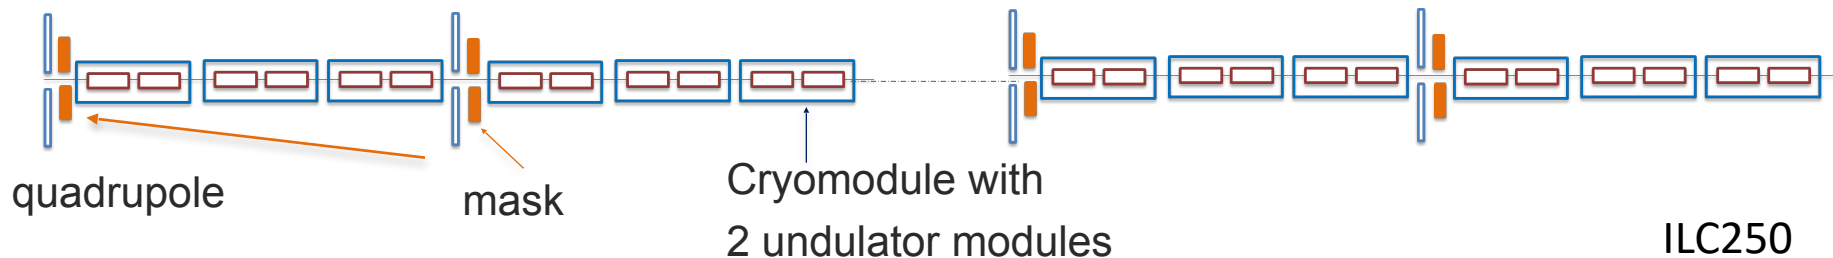 quadrupole
mask
Cryomodule with
2 undulator modules
ILC250